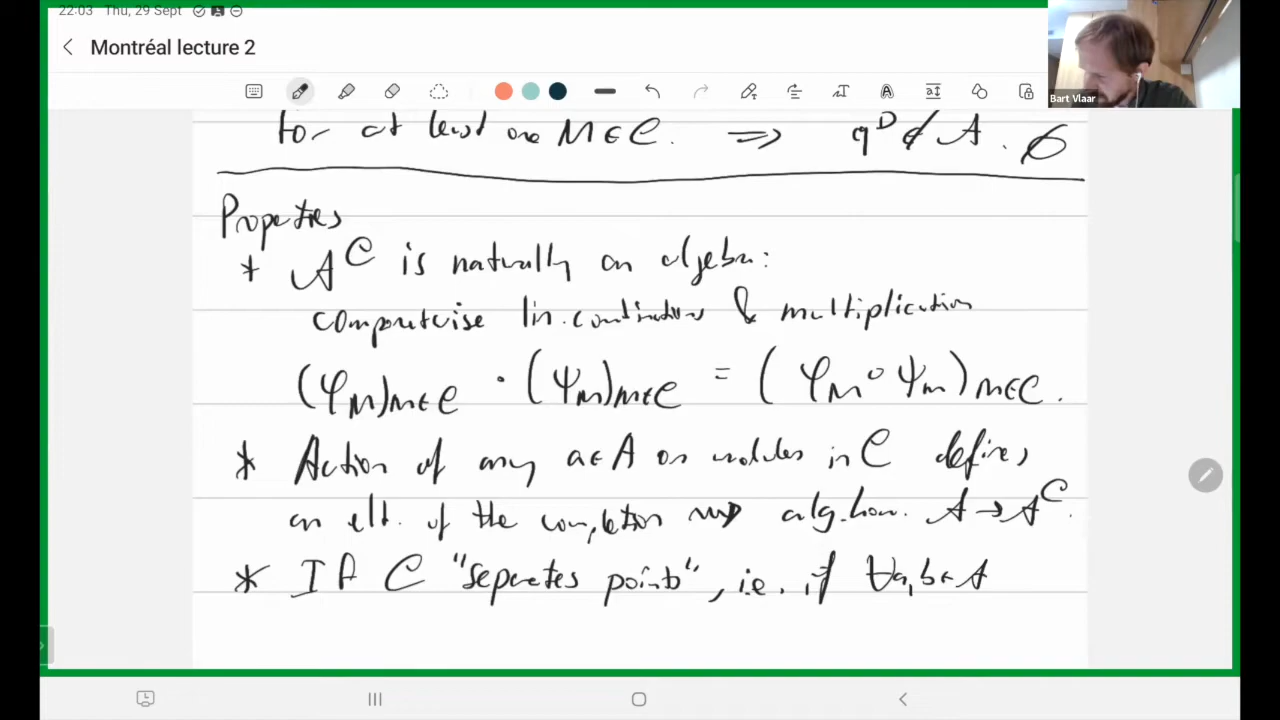 22:03 Thu, 29 Sept
Montréal lecture 2
Bart Vlaar
for at least one M∈C. ⟹ q^D ∉ A.
Properties
* A^C is naturally an algebra:
componentwise lin. combinations & multiplication
(φ_M)_{M∈C} · (ψ_M)_{M∈C} = (φ_M ∘ ψ_M)_{M∈C}.
* Action of any a∈A on modules in C defines
an elt. of the completion ⇝ alg. hom. A → A^C.
* If C "separates points", i.e. if ∀a,b∈A